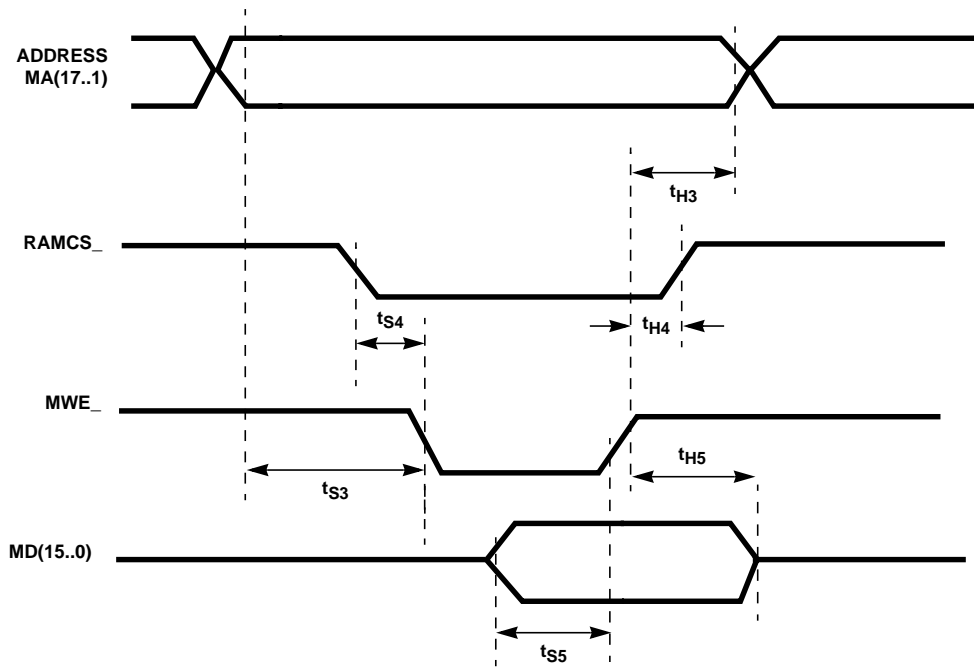 ADDRESS
MA(17..1)
tH3
RAMCS_
tS4
tH4
MWE_
tS3
tH5
MD(15..0)
tS5